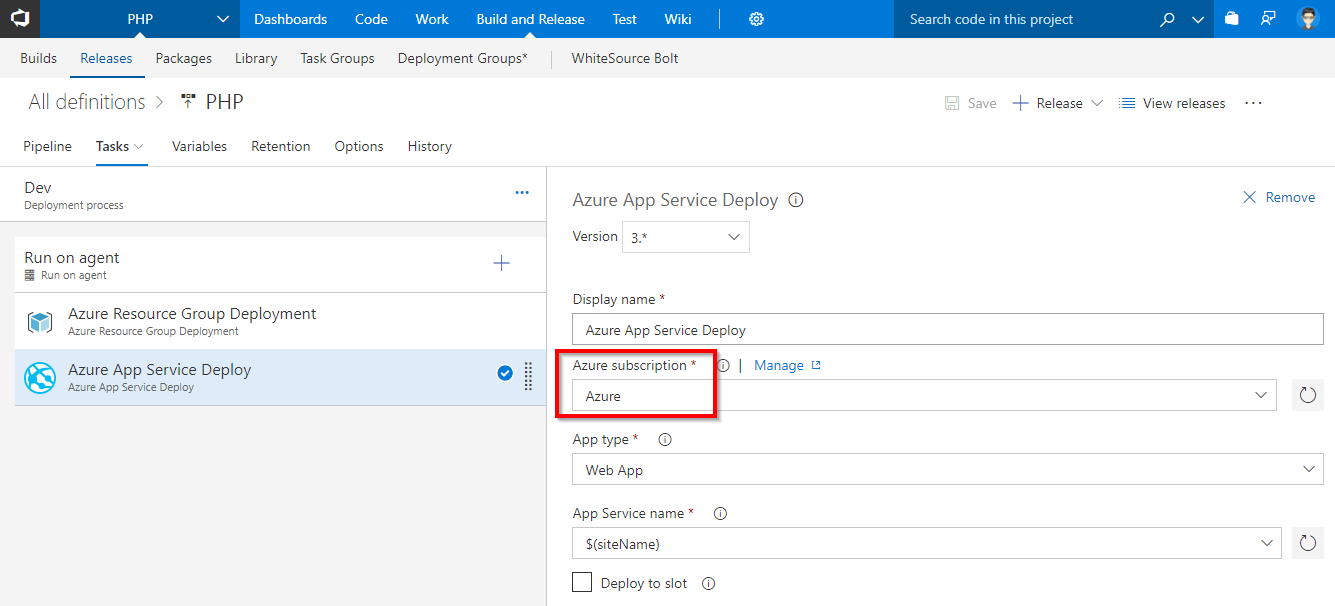 PHP Dashboards Code Work Build and Release Test Wiki Search code in this project
Builds Releases Packages Library Task Groups Deployment Groups* WhiteSource Bolt
All definitions > PHP Save Release View releases ...
Pipeline Tasks Variables Retention Options History
Dev
Deployment process
Run on agent
Run on agent
Azure Resource Group Deployment
Azure Resource Group Deployment
Azure App Service Deploy
Azure App Service Deploy
Azure App Service Deploy Remove
Version 3.*
Display name *
Azure App Service Deploy
Azure subscription * | Manage
Azure
App type *
Web App
App Service name *
$(siteName)
Deploy to slot